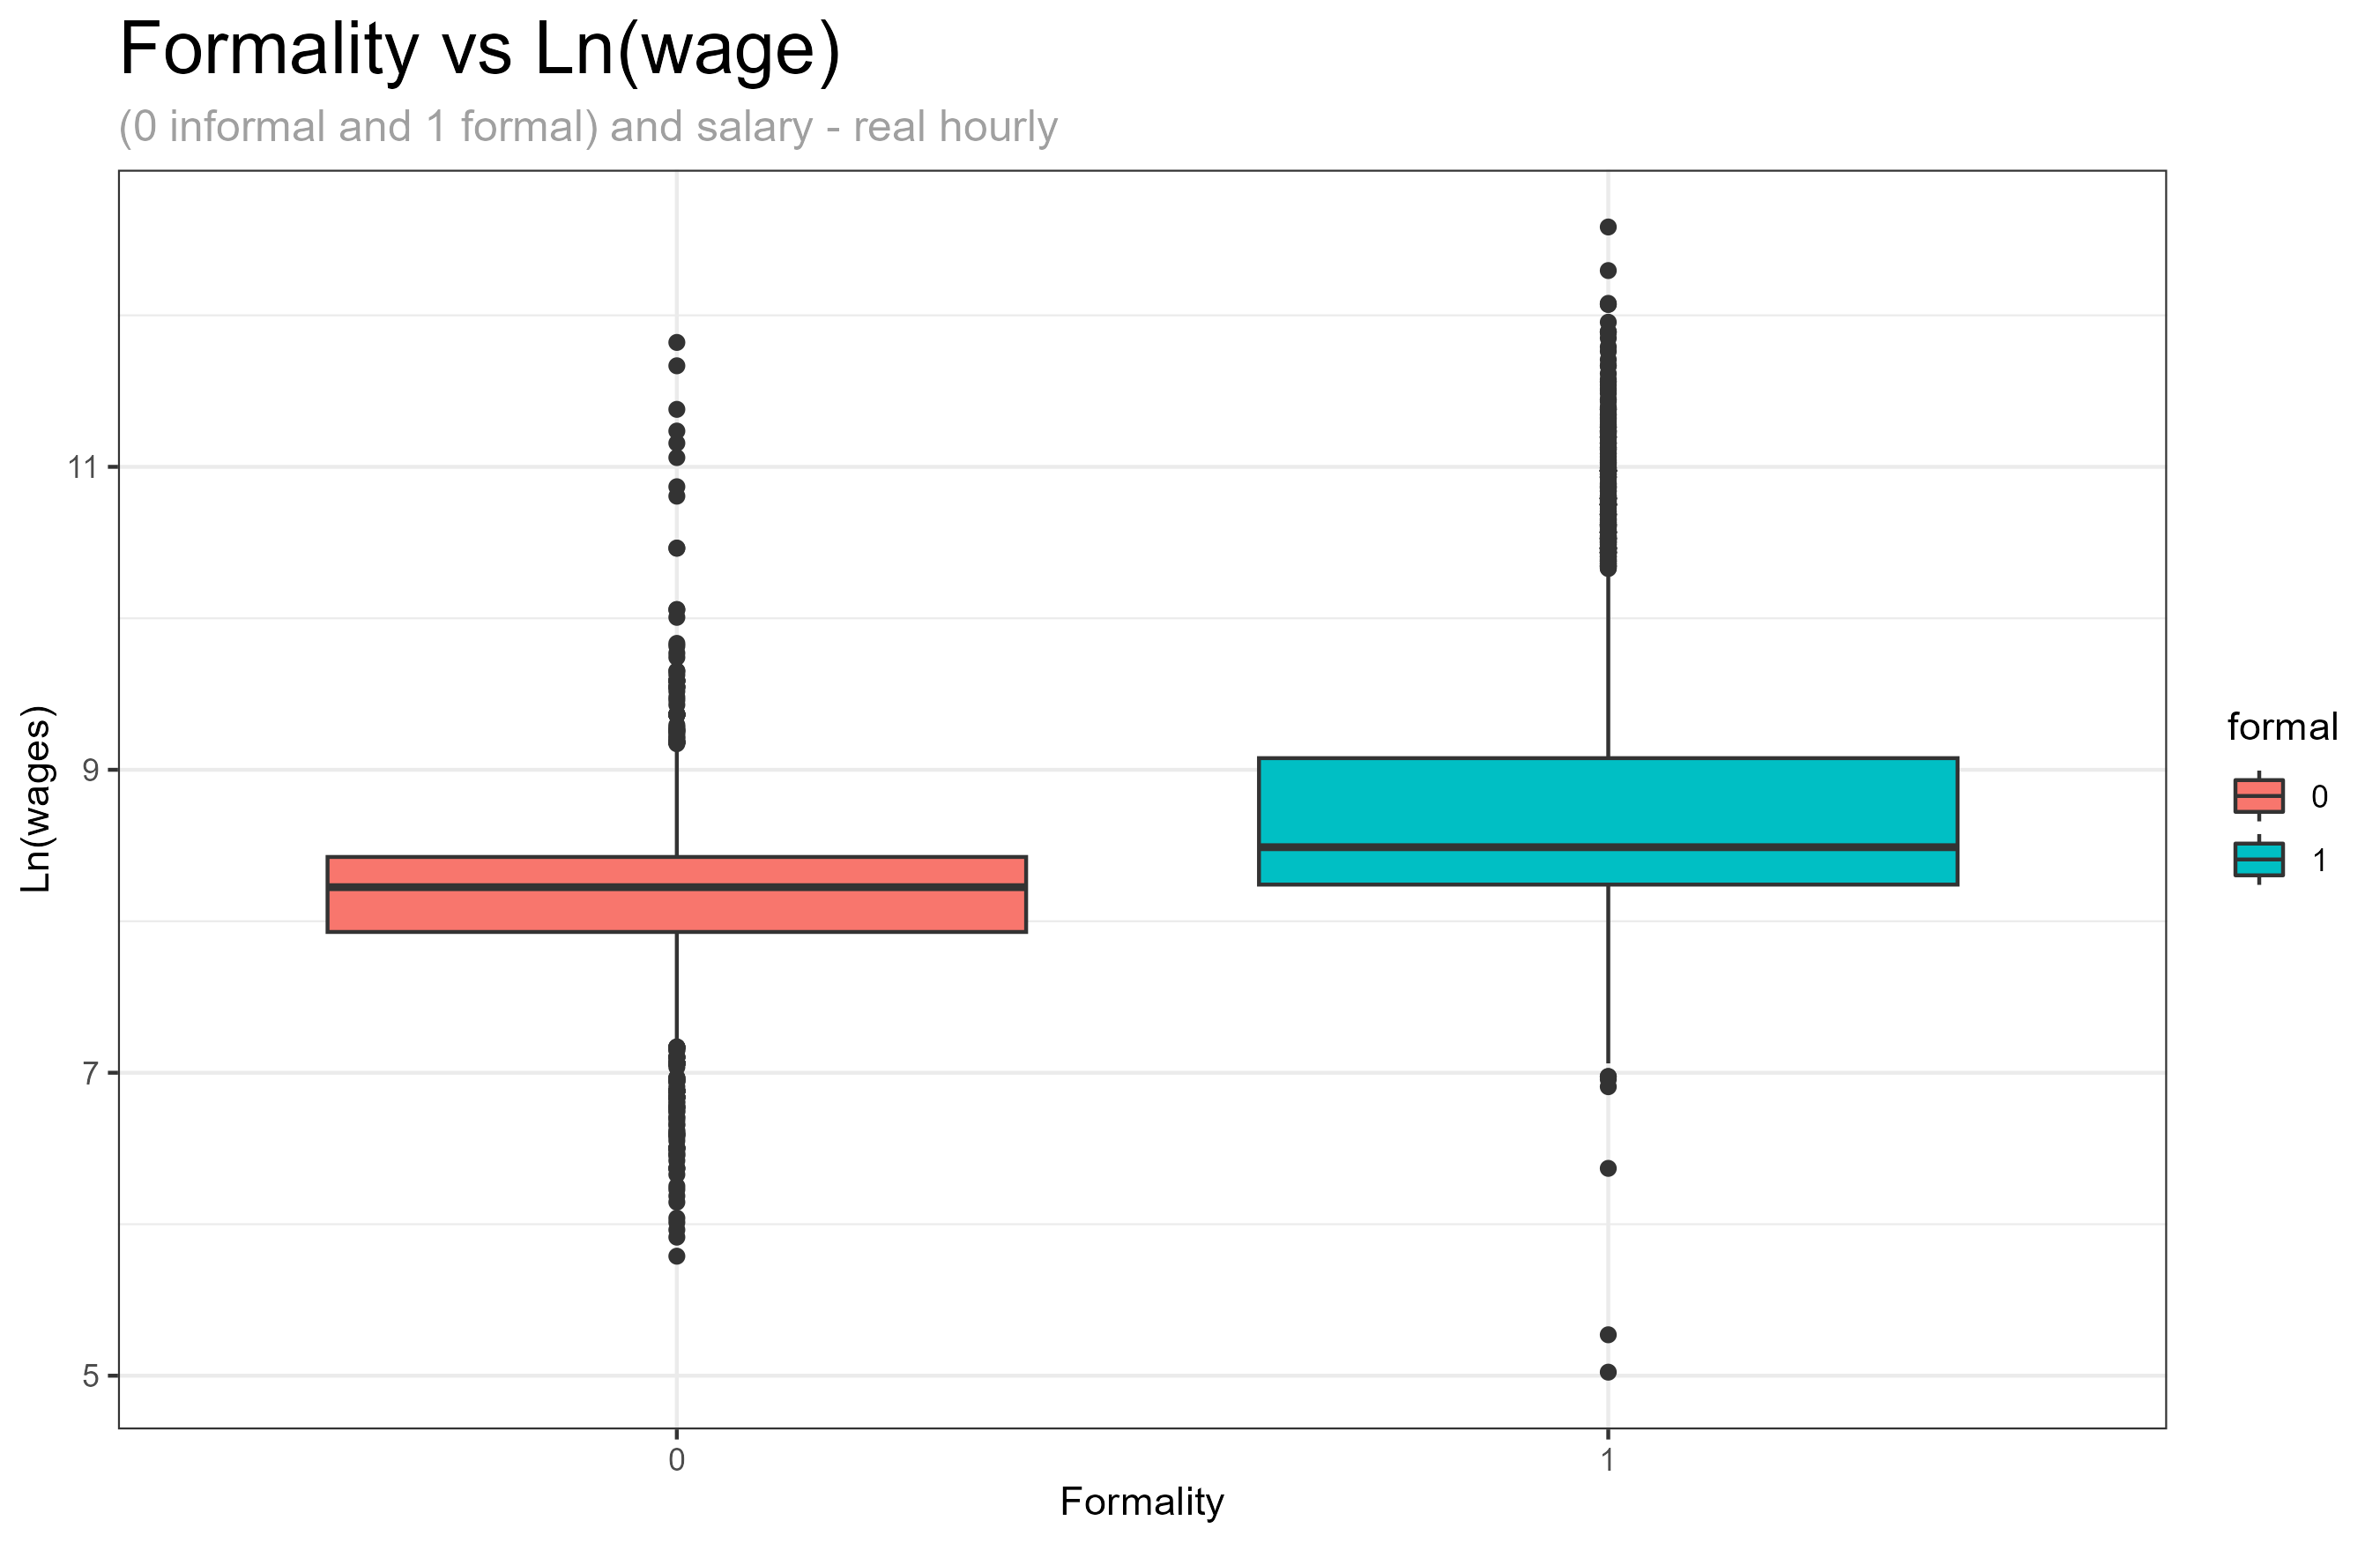 Formality vs Ln(wage)
(0 informal and 1 formal) and salary - real hourly
Ln(wages)
11
9
7
5
0
1
Formality
formal
0
1